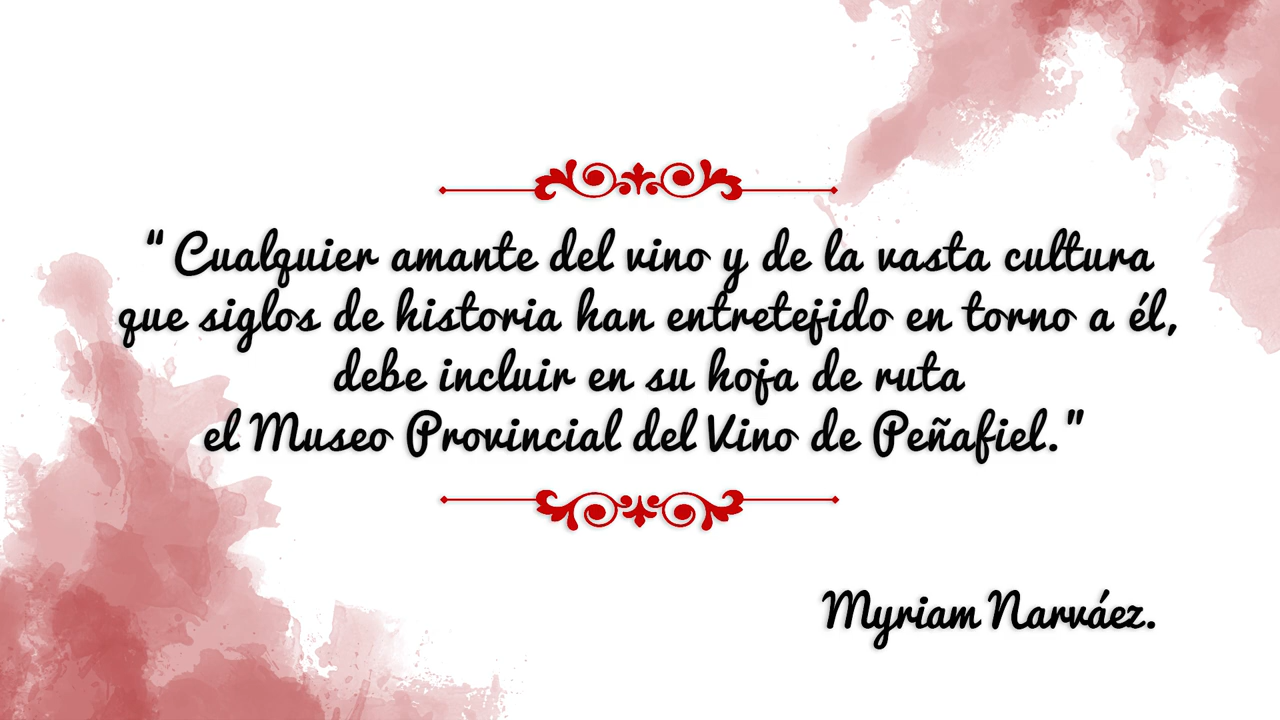 “Cualquier amante del vino y de la vasta cultura
que siglos de historia han entretejido en torno a él,
debe incluir en su hoja de ruta
el Museo Provincial del Vino de Peñafiel.”
Myriam Narváez.